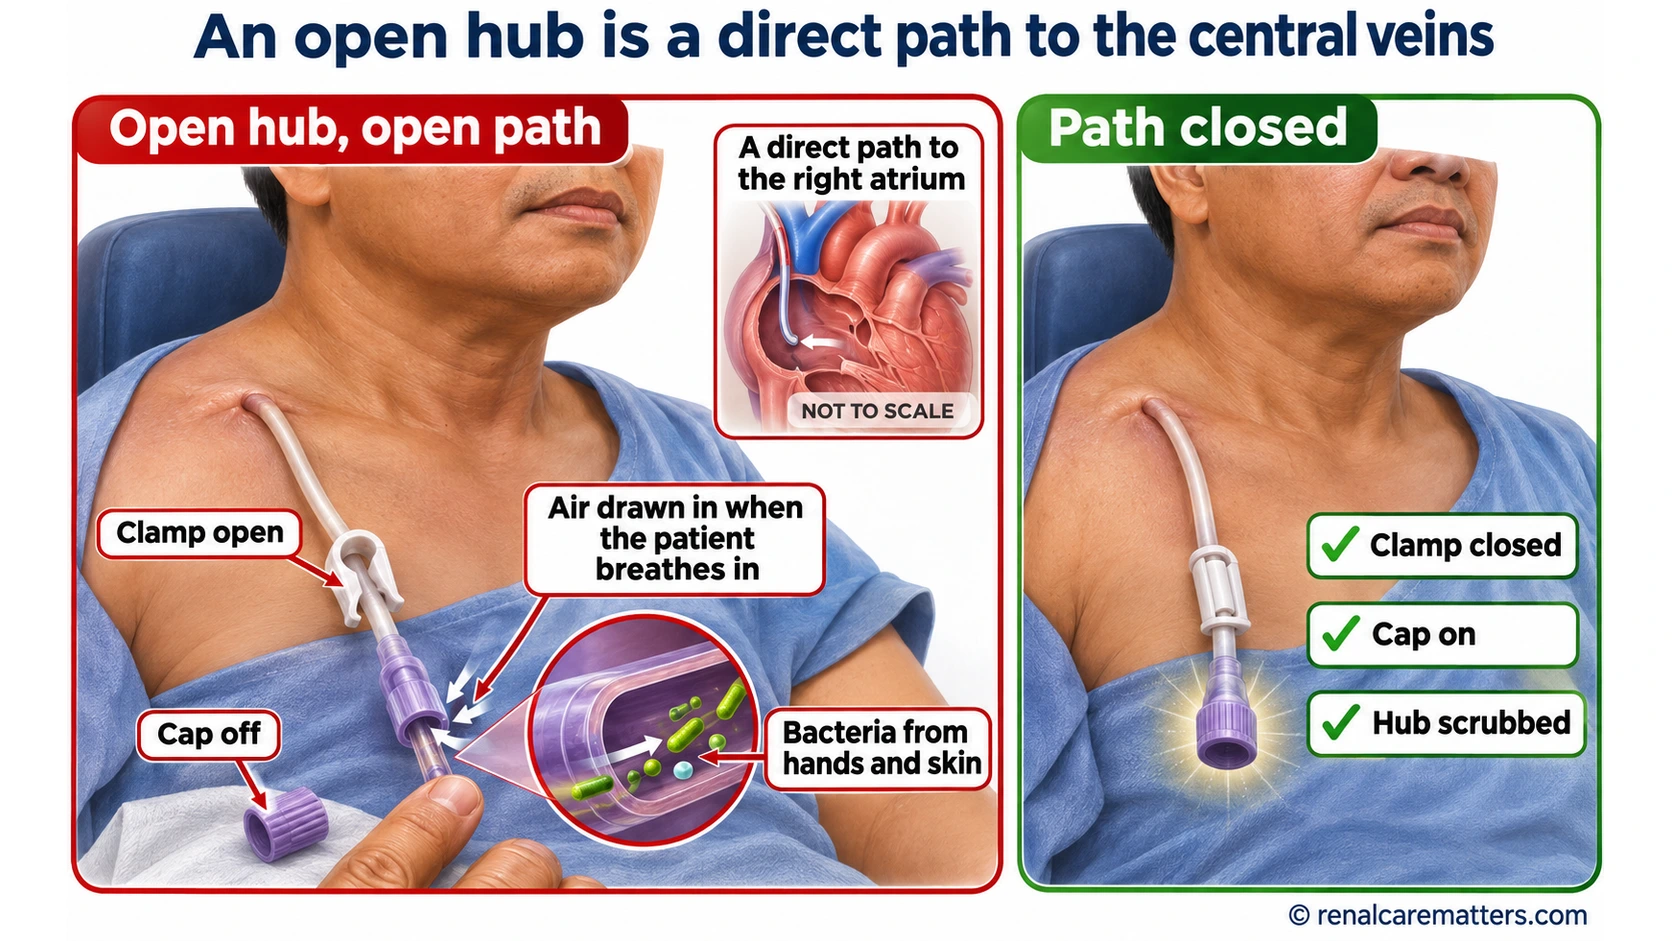 An open hub is a direct path to the central veins
Open hub, open path
A direct path to
the right atrium
NOT TO SCALE
Clamp open
Air drawn in when
the patient
breathes in
Cap off
Bacteria from
hands and skin
Path closed
✓ Clamp closed
✓ Cap on
✓ Hub scrubbed
© renalcarematters.com